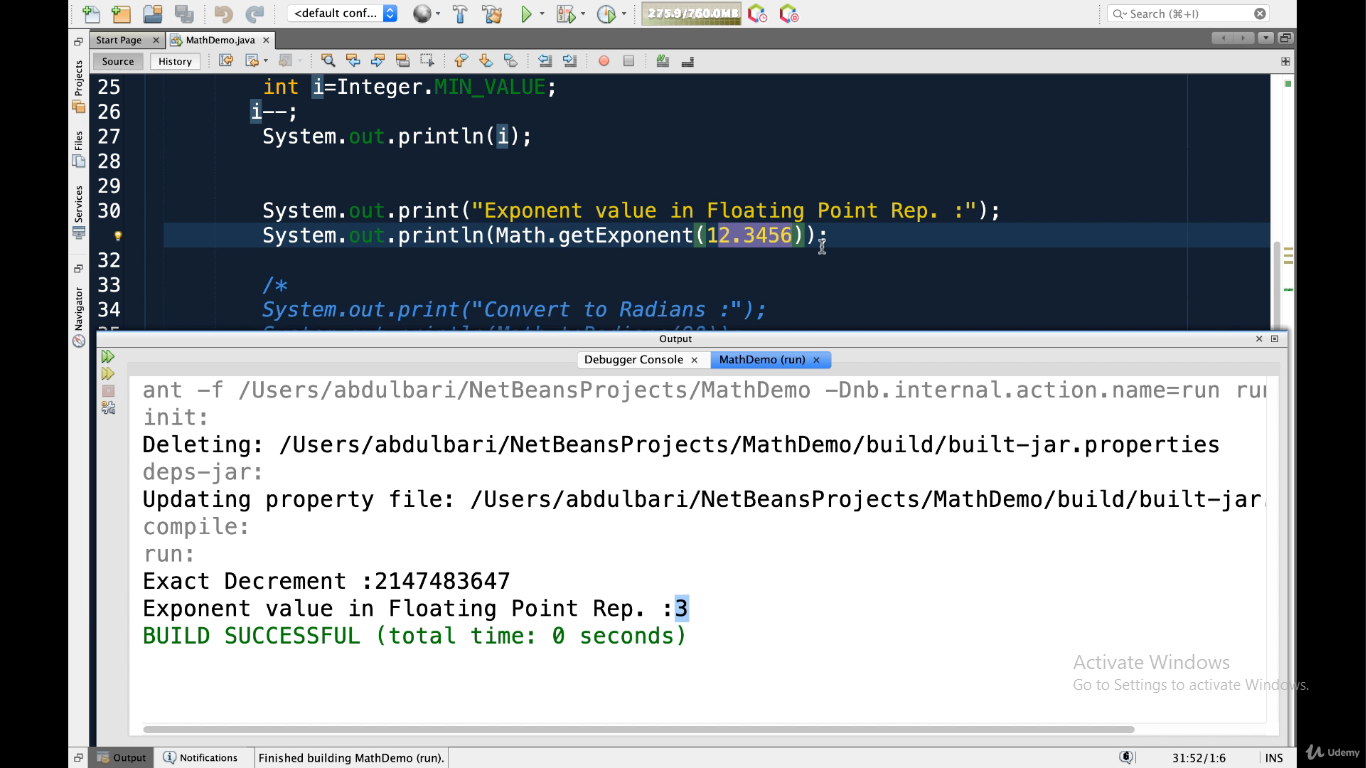 <default conf...
275.9/760.0MB
Search (⌘+I)
Start Page
MathDemo.java
Source
History
Projects
Files
Services
Navigator
25 int i=Integer.MIN_VALUE;
26 i--;
27 System.out.println(i);
28
29
30 System.out.print("Exponent value in Floating Point Rep. :");
System.out.println(Math.getExponent(12.3456));
32
33 /*
34 System.out.print("Convert to Radians :");
Output
Debugger Console
MathDemo (run)
ant -f /Users/abdulbari/NetBeansProjects/MathDemo -Dnb.internal.action.name=run run
init:
Deleting: /Users/abdulbari/NetBeansProjects/MathDemo/build/built-jar.properties
deps-jar:
Updating property file: /Users/abdulbari/NetBeansProjects/MathDemo/build/built-jar.
compile:
run:
Exact Decrement :2147483647
Exponent value in Floating Point Rep. :3
BUILD SUCCESSFUL (total time: 0 seconds)
Activate Windows
Go to Settings to activate Windows.
Output
Notifications
Finished building MathDemo (run).
31:52/1:6
INS
Udemy